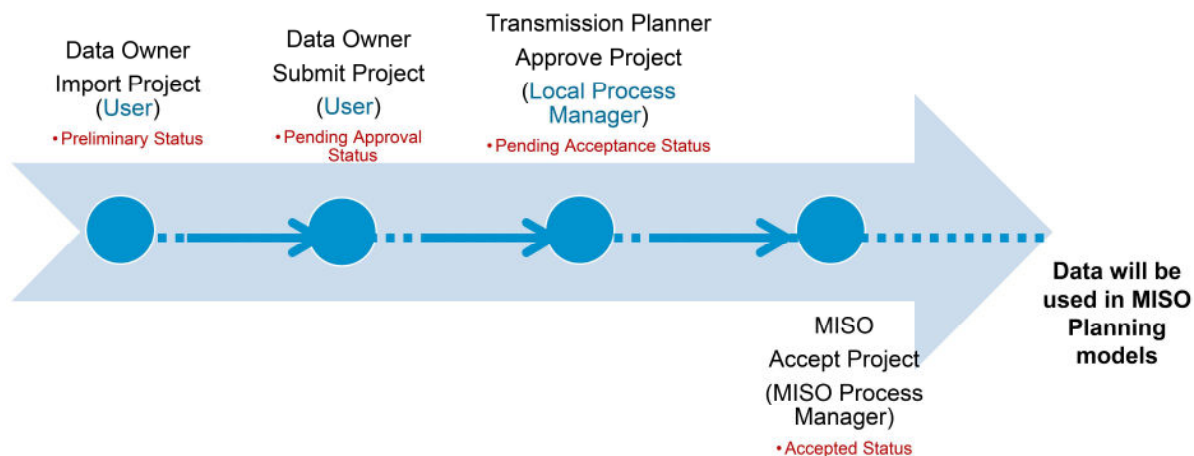 Data Owner
Import Project
(User)
•Preliminary Status
Data Owner
Submit Project
(User)
•Pending Approval
Status
Transmission Planner
Approve Project
(Local Process
Manager)
•Pending Acceptance Status
MISO
Accept Project
(MISO Process
Manager)
•Accepted Status
Data will be
used in MISO
Planning
models